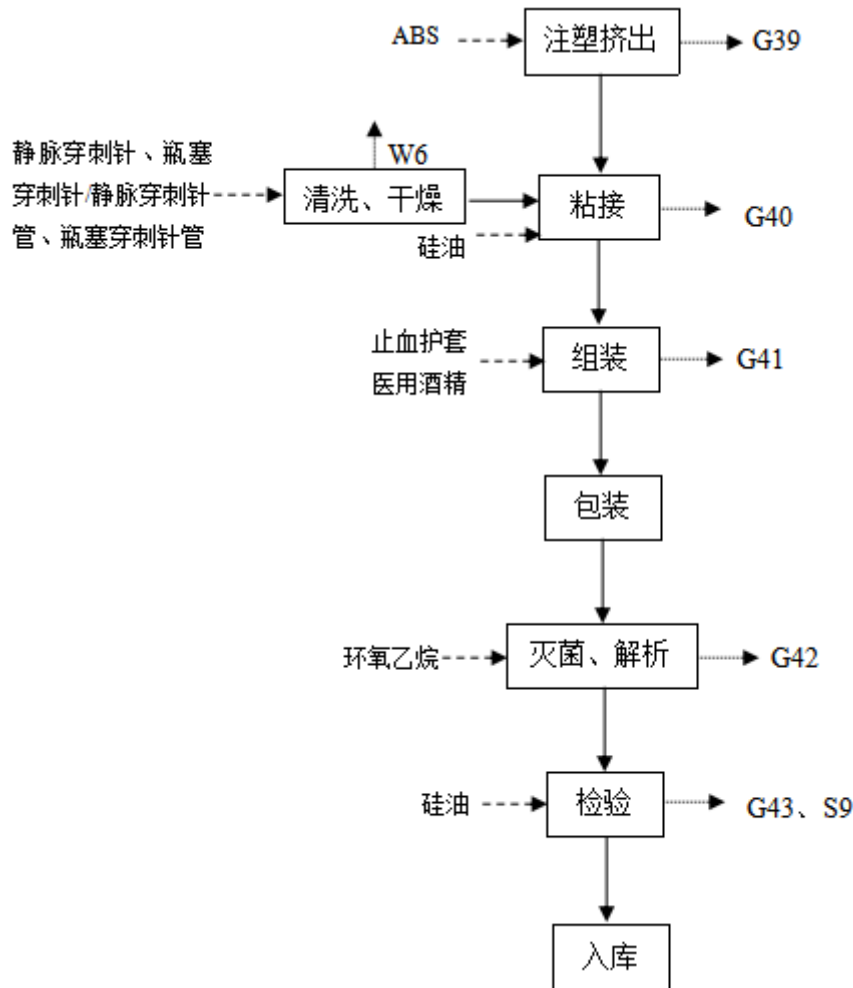 ABS
注塑挤出
G39
静脉穿刺针、瓶塞
穿刺针/静脉穿刺针
管、瓶塞穿刺针管
W6
清洗、干燥
硅油
粘接
G40
止血护套
医用酒精
组装
G41
包装
环氧乙烷
灭菌、解析
G42
硅油
检验
G43、S9
入库